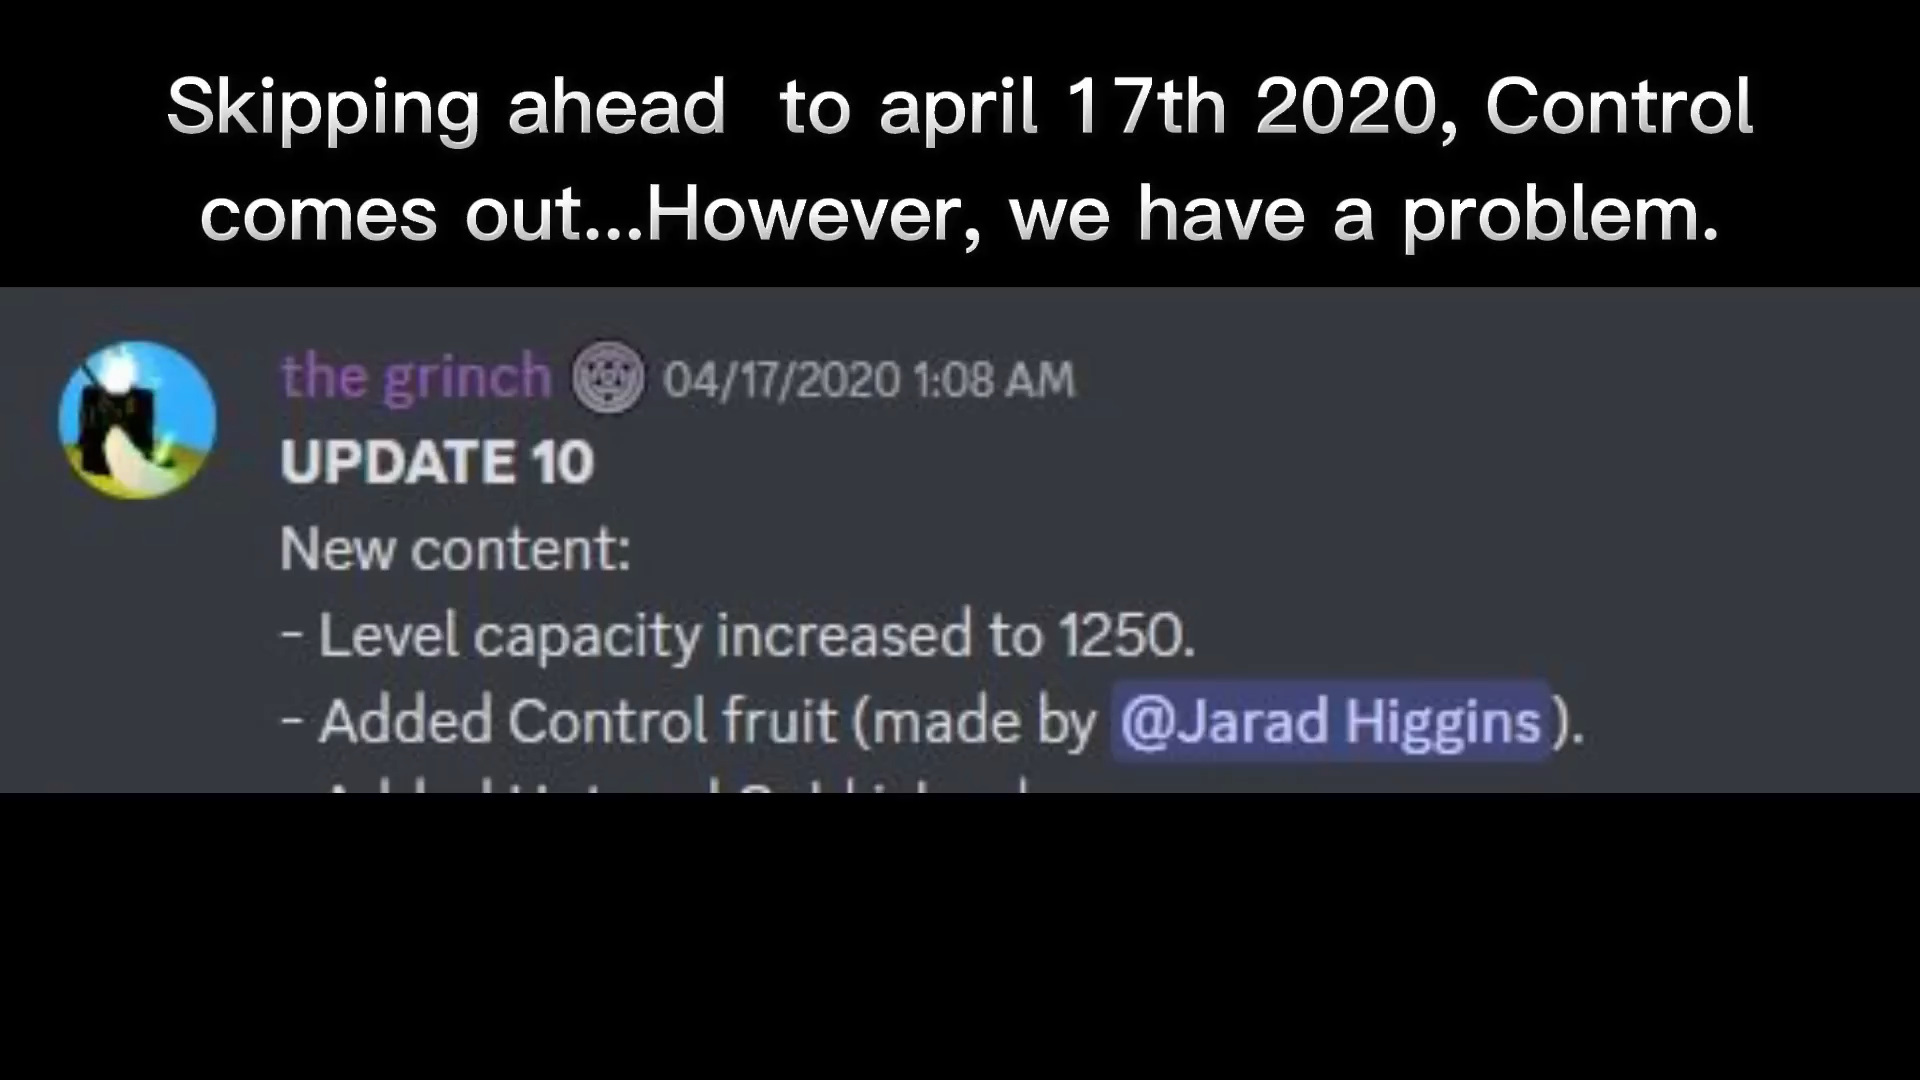 Skipping ahead  to april 17th 2020, Control
comes out...However, we have a problem.
the grinch 04/17/2020 1:08 AM
UPDATE 10
New content:
- Level capacity increased to 1250.
- Added Control fruit (made by @Jarad Higgins).